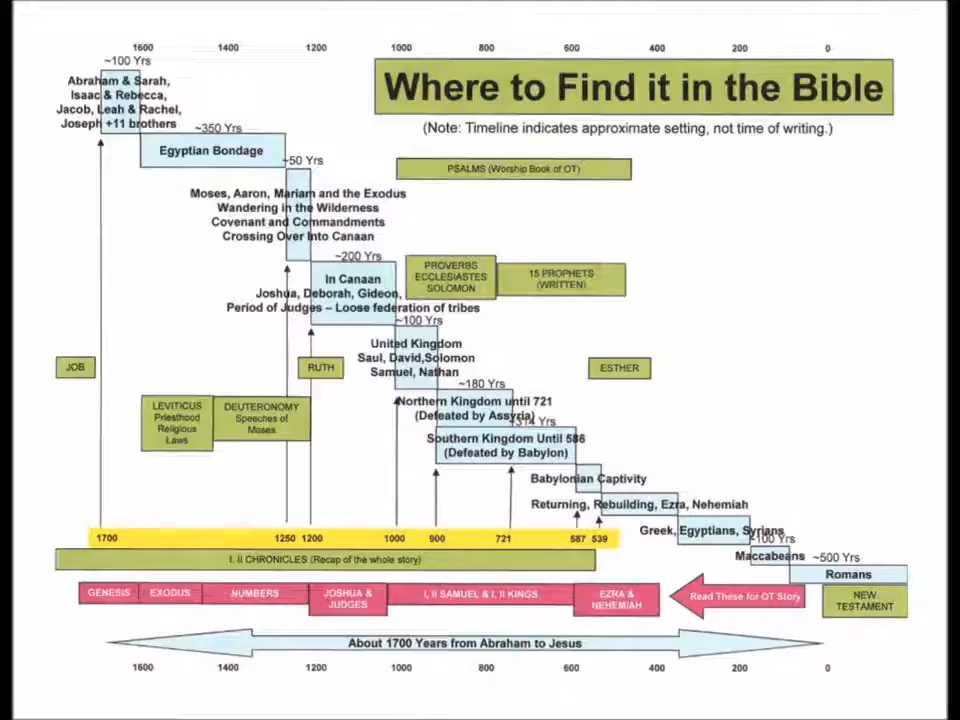 1600 1400 1200 1000 800 600 400 200 0
Where to Find it in the Bible
(Note: Timeline indicates approximate setting, not time of writing.)
~100 Yrs
Abraham & Sarah,
Isaac & Rebecca,
Jacob, Leah & Rachel,
Joseph +11 brothers
~350 Yrs
Egyptian Bondage
~50 Yrs
PSALMS (Worship Book of OT)
Moses, Aaron, Mariam and the Exodus
Wandering in the Wilderness
Covenant and Commandments
Crossing Over Into Canaan
~200 Yrs
In Canaan
Joshua, Deborah, Gideon,
Period of Judges – Loose federation of tribes
PROVERBS
ECCLESIASTES
SOLOMON
15 PROPHETS
(WRITTEN)
~100 Yrs
United Kingdom
Saul, David,Solomon
Samuel, Nathan
JOB
RUTH
ESTHER
~180 Yrs
Northern Kingdom until 721
(Defeated by Assyria)
~314 Yrs
LEVITICUS
Priesthood
Religious
Laws
DEUTERONOMY
Speeches of
Moses
Southern Kingdom Until 586
(Defeated by Babylon)
Babylonian Captivity
Returning, Rebuilding, Ezra, Nehemiah
Greek, Egyptians, Syrians
~100 Yrs
Maccabeans
~500 Yrs
Romans
1700 1250 1200 1000 900 721 587 539
I, II CHRONICLES (Recap of the whole story)
GENESIS
EXODUS
NUMBERS
JOSHUA &
JUDGES
I, II SAMUEL & I, II KINGS
EZRA &
NEHEMIAH
Read These for OT Story
NEW
TESTAMENT
About 1700 Years from Abraham to Jesus
1600 1400 1200 1000 800 600 400 200 0